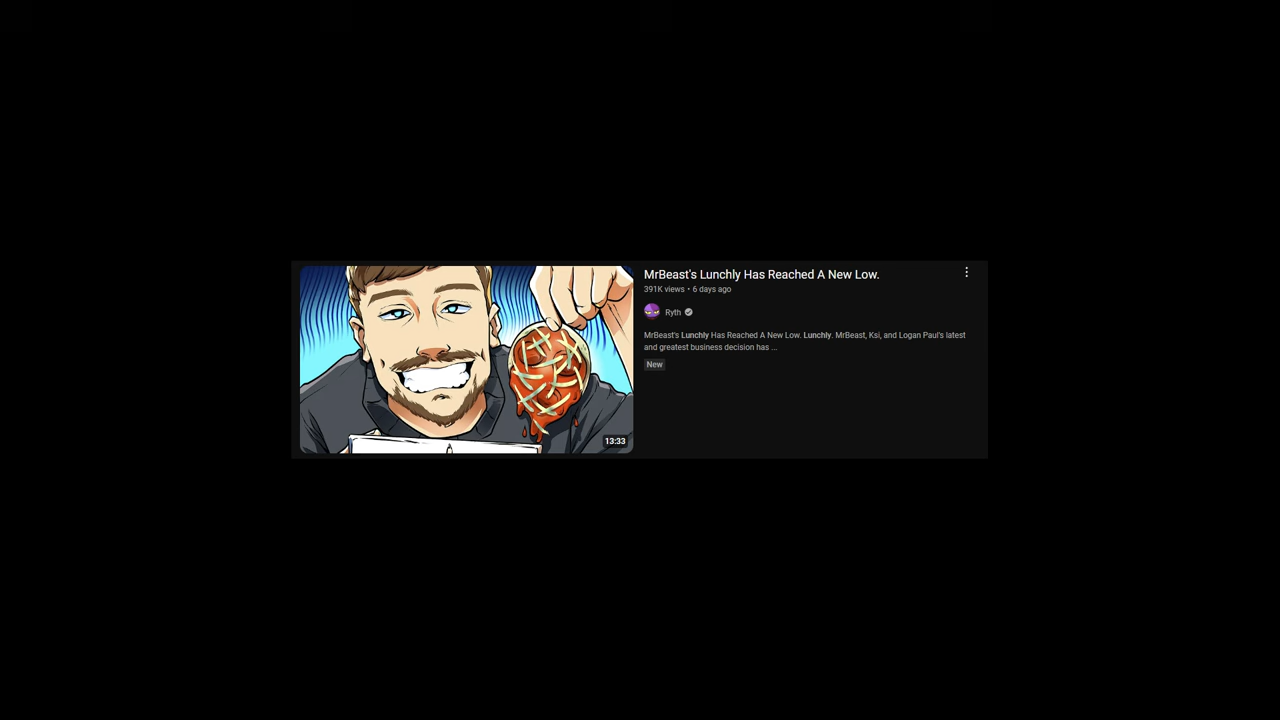 MrBeast's Lunchly Has Reached A New Low.
391K views • 6 days ago
Ryth
MrBeast's Lunchly Has Reached A New Low. Lunchly. MrBeast, Ksi, and Logan Paul's latest
and greatest business decision has ...
New
13:33